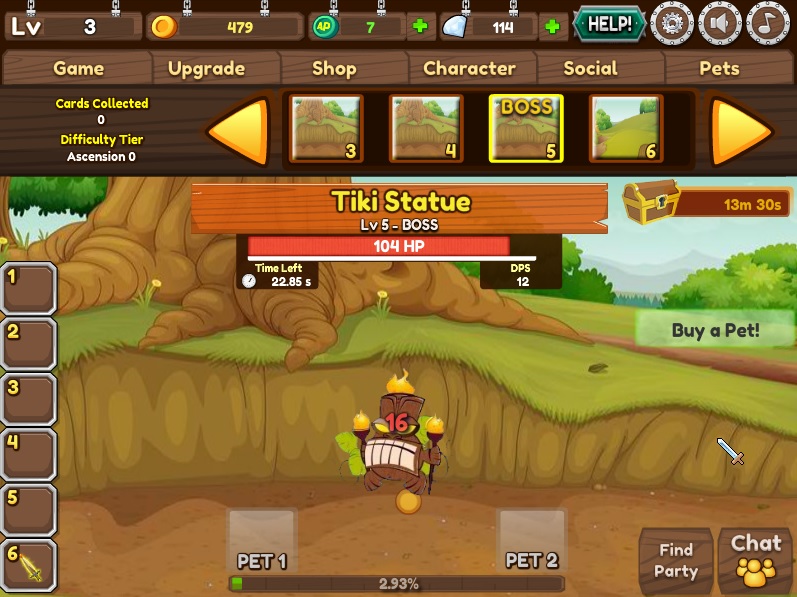 Lv 3 479 AP 7 114 HELP!
Game Upgrade Shop Character Social Pets
Cards Collected
0
Difficulty Tier
Ascension 0
3 4 BOSS 5 6
Tiki Statue
Lv 5 - BOSS
13m 30s
104 HP
Time Left
22.85 s
DPS
12
Buy a Pet!
1
2
3
4
5
6
16
PET 1
PET 2
2.93%
Find
Party
Chat